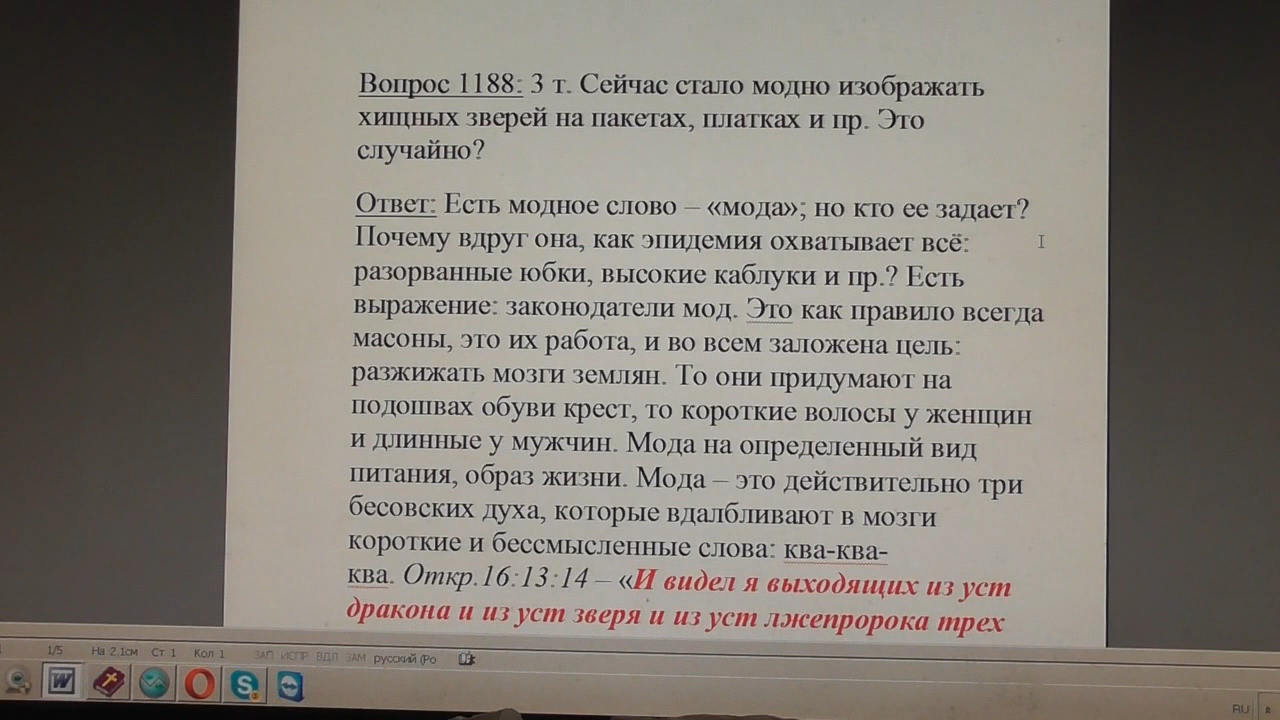 Вопрос 1188: 3 т. Сейчас стало модно изображать
хищных зверей на пакетах, платках и пр. Это
случайно?
Ответ: Есть модное слово – «мода»; но кто ее задает?
Почему вдруг она, как эпидемия охватывает всё:
разорванные юбки, высокие каблуки и пр.? Есть
выражение: законодатели мод. Это как правило всегда
масоны, это их работа, и во всем заложена цель:
разжижать мозги землян. То они придумают на
подошвах обуви крест, то короткие волосы у женщин
и длинные у мужчин. Мода на определенный вид
питания, образ жизни. Мода – это действительно три
бесовских духа, которые вдалбливают в мозги
короткие и бессмысленные слова: ква-ква-
ква. Откр.16:13:14 – «И видел я выходящих из уст
дракона и из уст зверя и из уст лжепророка трех
1/5 На 2.1см Ст 1 Кол 1 ЗАП ИСПР ВДЛ ЗАМ русский (Ро
RU